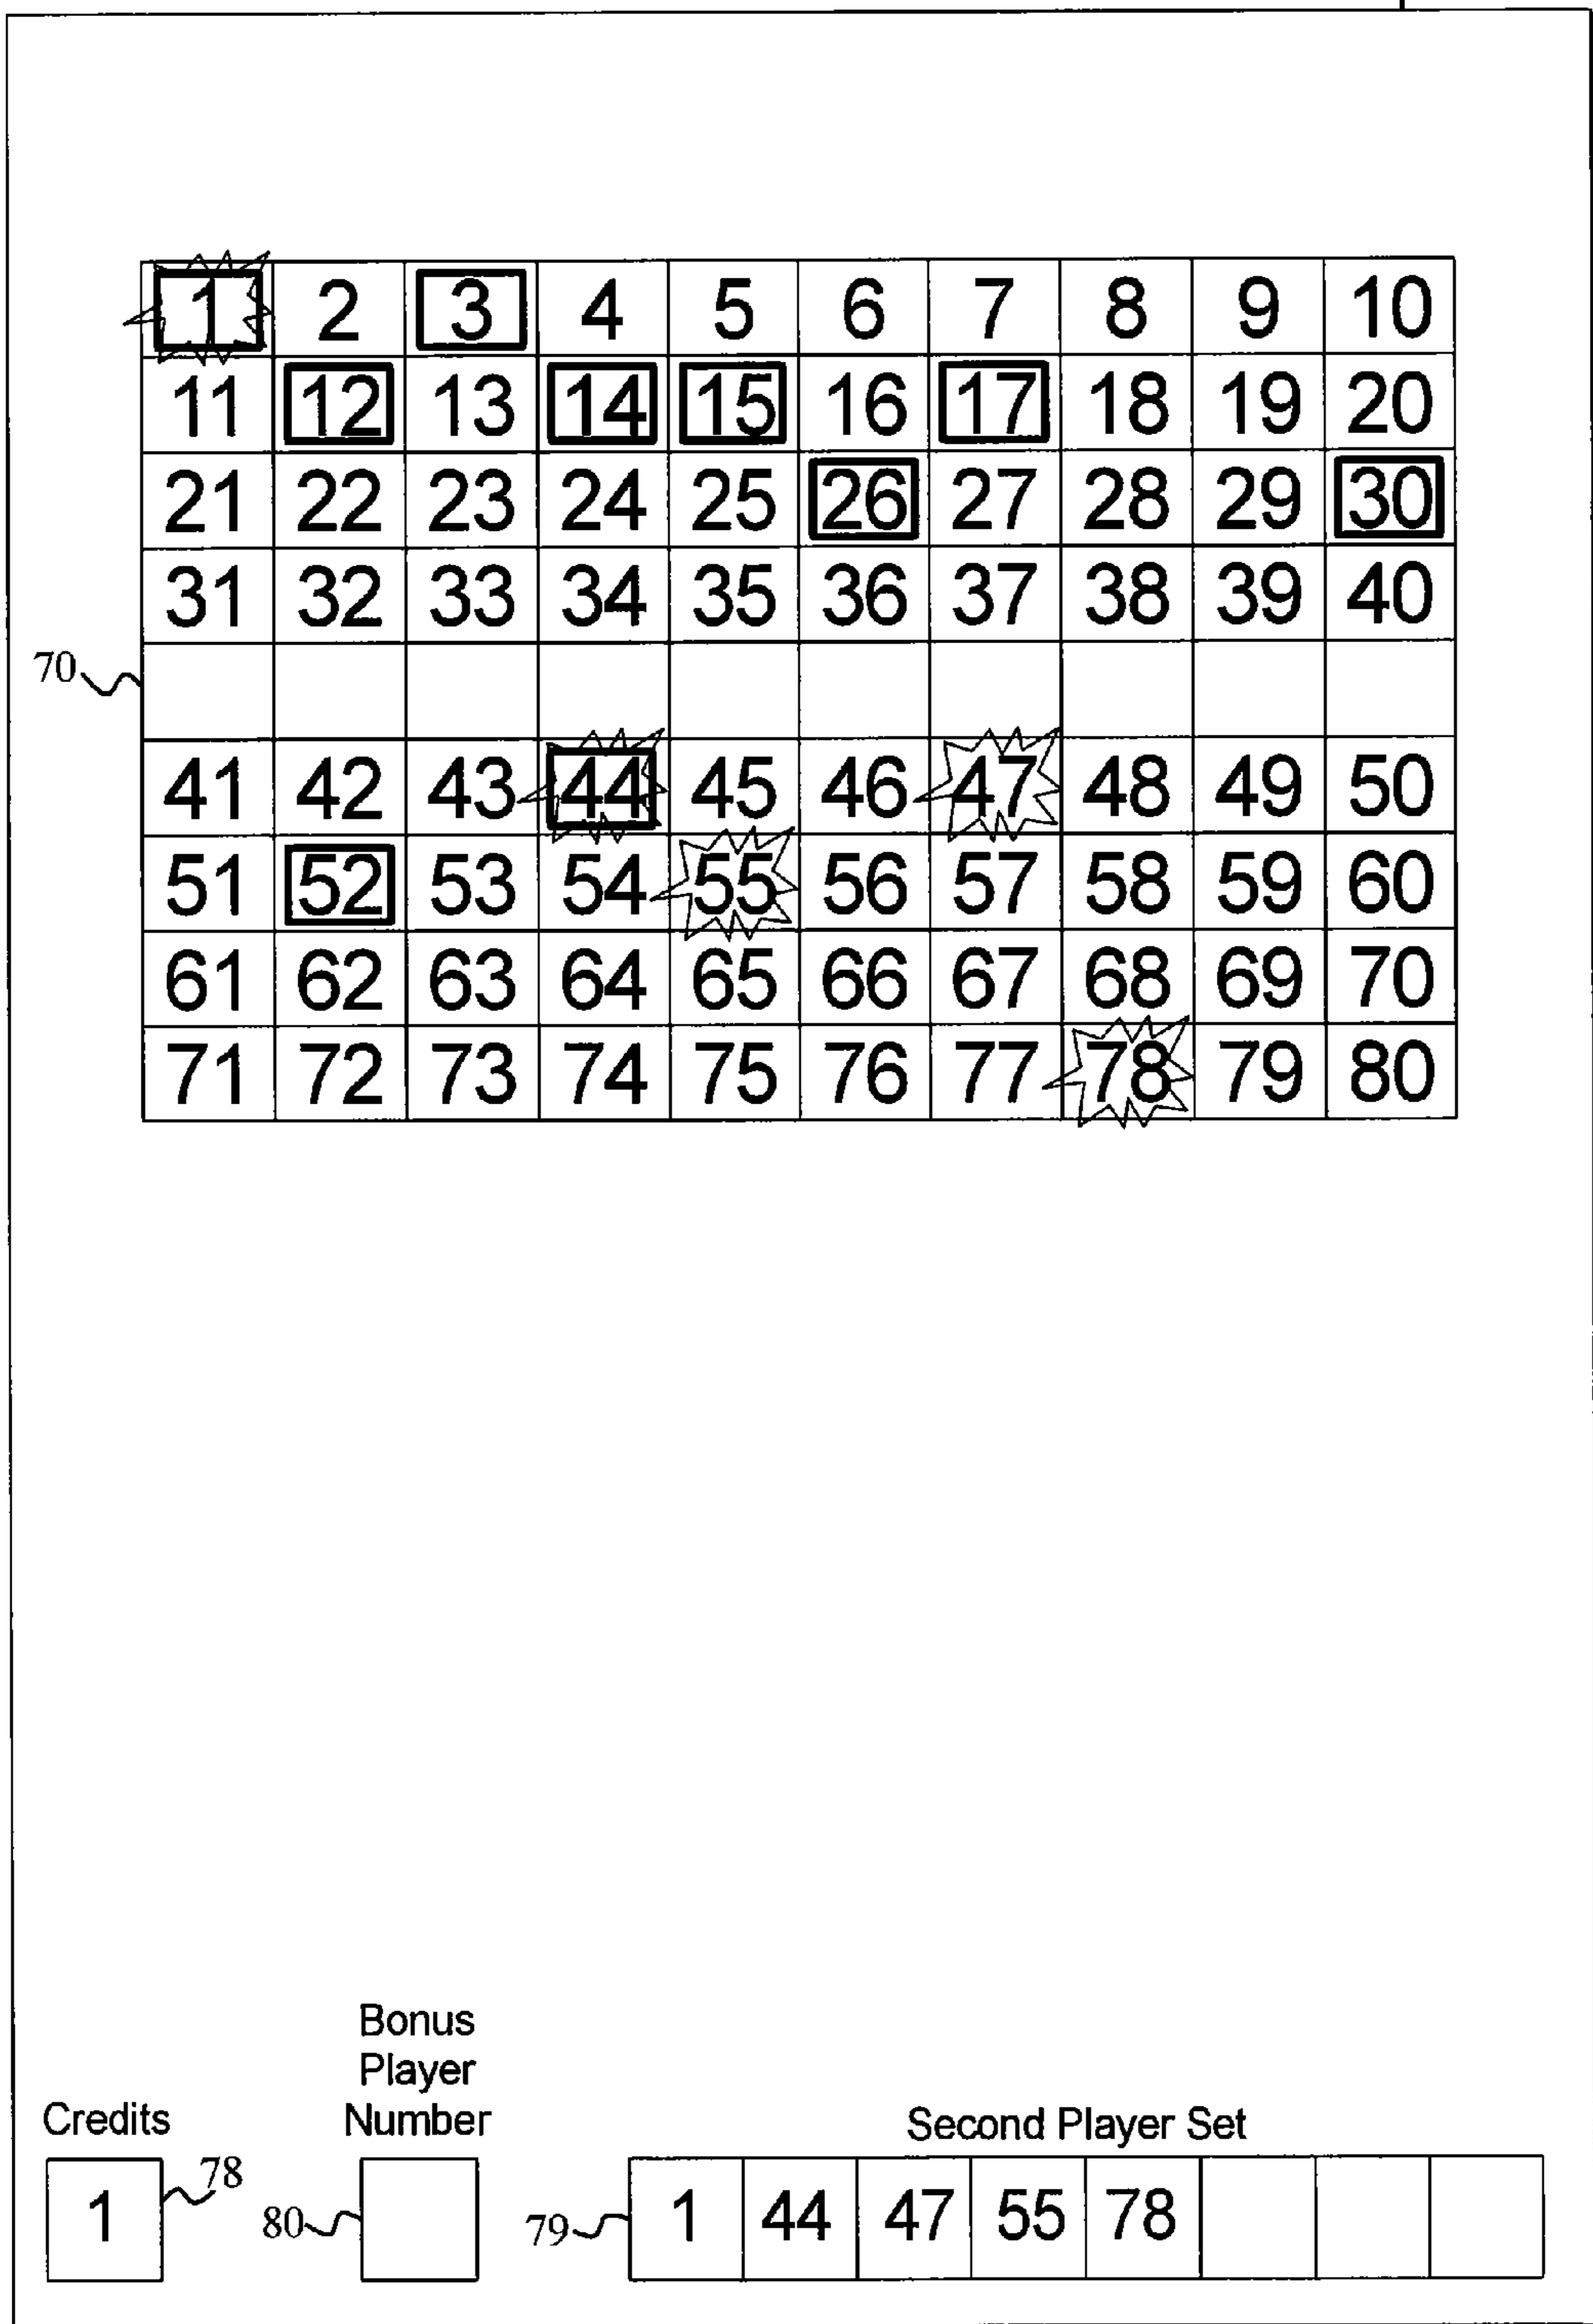 1 2 3 4 5 6 7 8 9 10
11 12 13 14 15 16 17 18 19 20
21 22 23 24 25 26 27 28 29 30
31 32 33 34 35 36 37 38 39 40
70
41 42 43 44 45 46 47 48 49 50
51 52 53 54 55 56 57 58 59 60
61 62 63 64 65 66 67 68 69 70
71 72 73 74 75 76 77 78 79 80
Credits
1
78
Bonus
Player
Number
80
Second Player Set
79
1 44 47 55 78